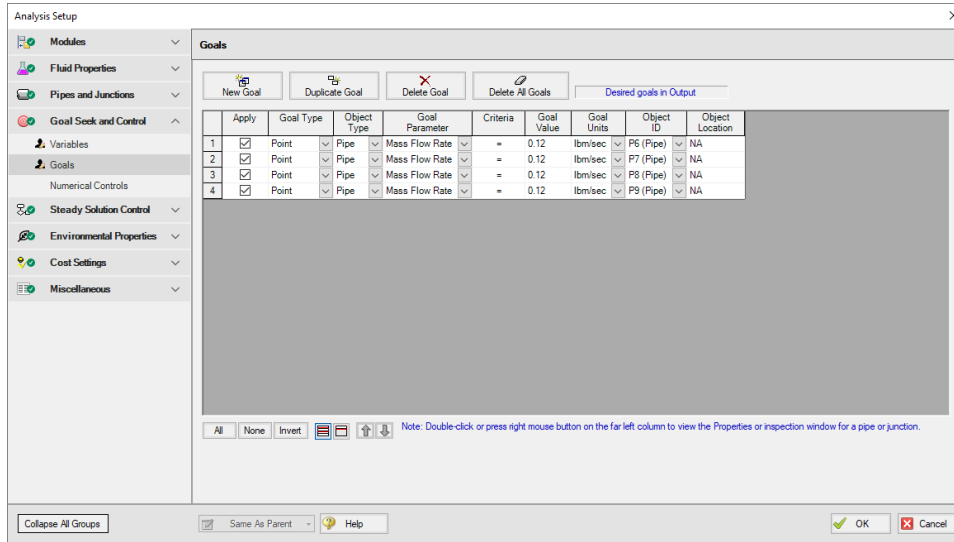 Analysis Setup
Modules
Fluid Properties
Pipes and Junctions
Goal Seek and Control
Variables
Goals
Numerical Controls
Steady Solution Control
Environmental Properties
Cost Settings
Miscellaneous
Goals
New Goal Duplicate Goal Delete Goal Delete All Goals Desired goals in Output
Apply Goal Type Object Type Goal Parameter Criteria Goal Value Goal Units Object ID Object Location
1 Point Pipe Mass Flow Rate = 0.12 lbm/sec P6 (Pipe) NA
2 Point Pipe Mass Flow Rate = 0.12 lbm/sec P7 (Pipe) NA
3 Point Pipe Mass Flow Rate = 0.12 lbm/sec P8 (Pipe) NA
4 Point Pipe Mass Flow Rate = 0.12 lbm/sec P9 (Pipe) NA
All None Invert Note: Double-click or press right mouse button on the far left column to view the Properties or inspection window for a pipe or junction.
Collapse All Groups Same As Parent Help OK Cancel